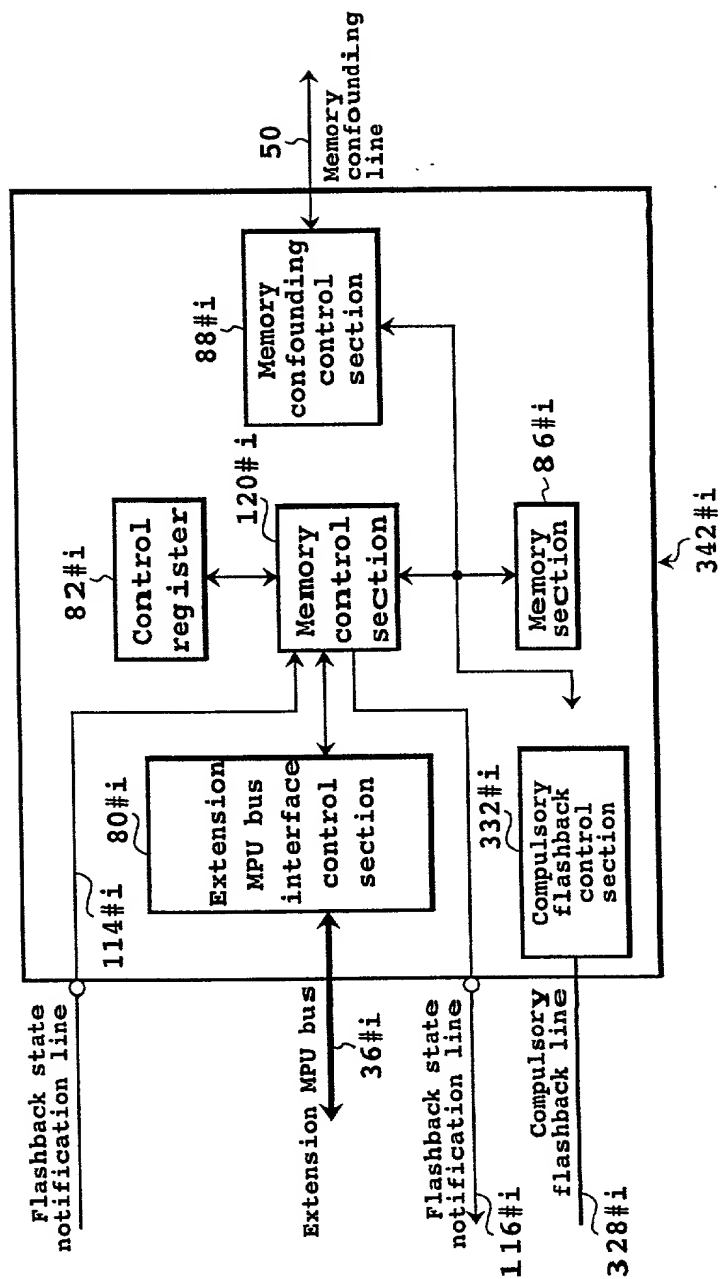 Flashback state
notification line
114#i
Extension MPU bus
36#i
Flashback state
notification line
116#i
Compulsory
flashback line
328#i
80#i
Extension
MPU bus
interface
control
section
332#i
Compulsory
flashback
control
section
82#i
Control
register
120#i
Memory
control
section
86#i
Memory
section
88#i
Memory
confounding
control
section
50
Memory
confounding
line
342#i